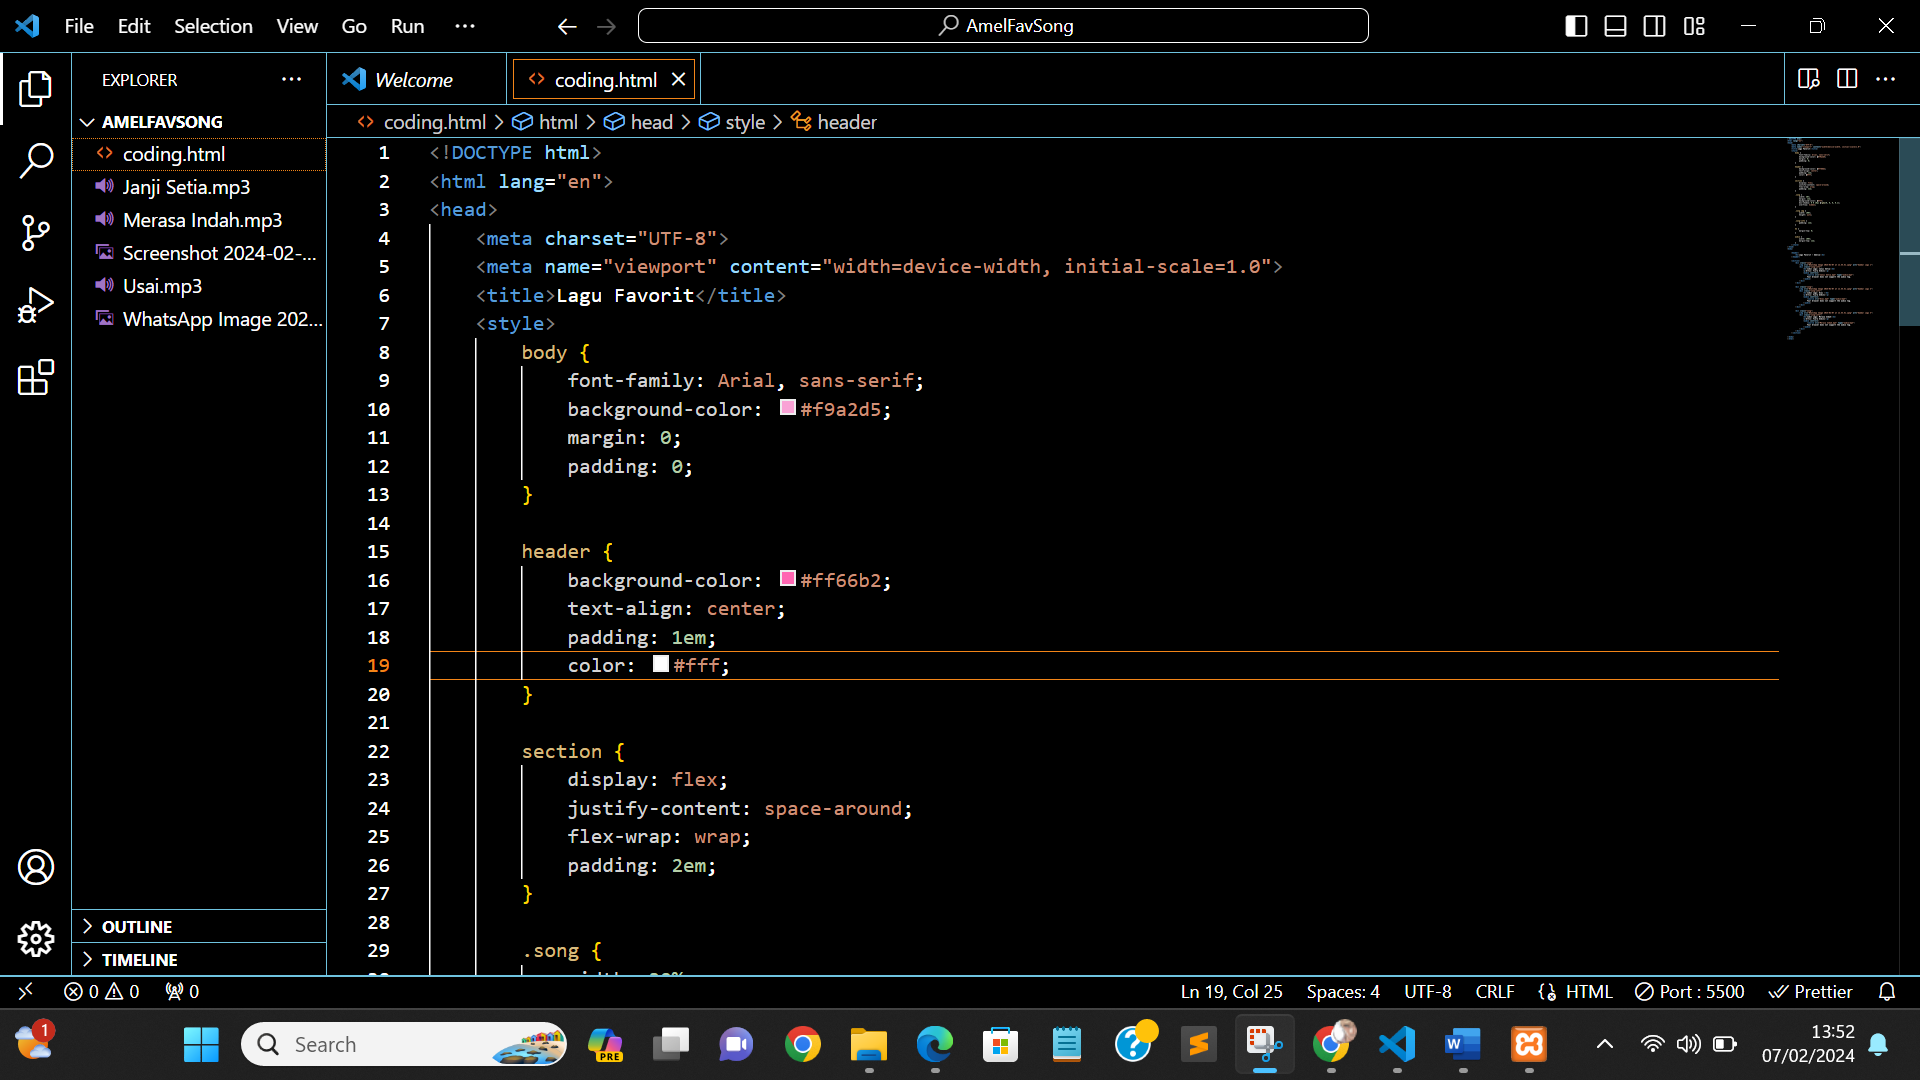 File Edit Selection View Go Run ···
AmelFavSong
EXPLORER ···
Welcome
coding.html
AMELFAVSONG
coding.html
Janji Setia.mp3
Merasa Indah.mp3
Screenshot 2024-02-...
Usai.mp3
WhatsApp Image 202...
coding.html > html > head > style > header
1 <!DOCTYPE html>
2 <html lang="en">
3 <head>
4 <meta charset="UTF-8">
5 <meta name="viewport" content="width=device-width, initial-scale=1.0">
6 <title>Lagu Favorit</title>
7 <style>
8 body {
9 font-family: Arial, sans-serif;
10 background-color: #f9a2d5;
11 margin: 0;
12 padding: 0;
13 }
14
15 header {
16 background-color: #ff66b2;
17 text-align: center;
18 padding: 1em;
19 color: #fff;
20 }
21
22 section {
23 display: flex;
24 justify-content: space-around;
25 flex-wrap: wrap;
26 padding: 2em;
27 }
28
29 .song {
OUTLINE
TIMELINE
0 0 0
Ln 19, Col 25 Spaces: 4 UTF-8 CRLF HTML Port : 5500 Prettier
1
Search
PRE
13:52
07/02/2024